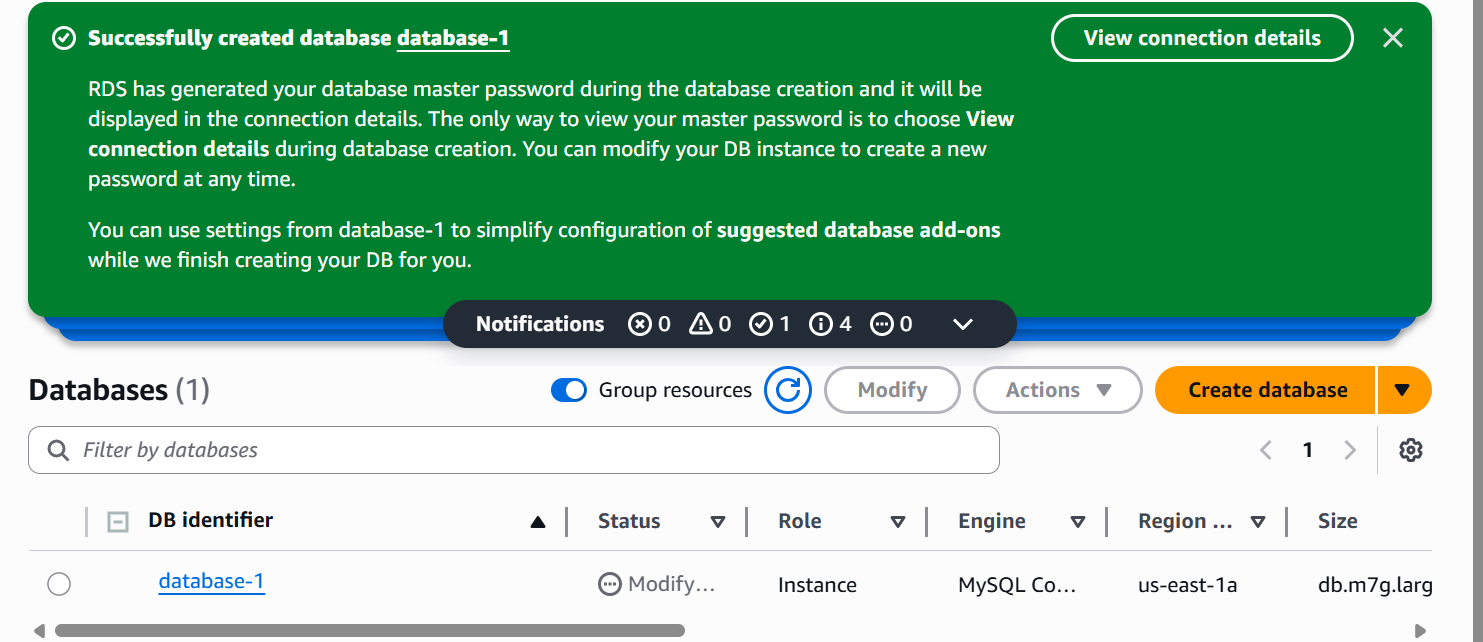 Successfully created database database-1
View connection details
RDS has generated your database master password during the database creation and it will be
displayed in the connection details. The only way to view your master password is to choose View
connection details during database creation. You can modify your DB instance to create a new
password at any time.
You can use settings from database-1 to simplify configuration of suggested database add-ons
while we finish creating your DB for you.
Notifications 0 0 1 4 0
Databases (1) Group resources Modify Actions Create database
Filter by databases 1
DB identifier Status Role Engine Region ... Size
database-1 Modify... Instance MySQL Co... us-east-1a db.m7g.larg